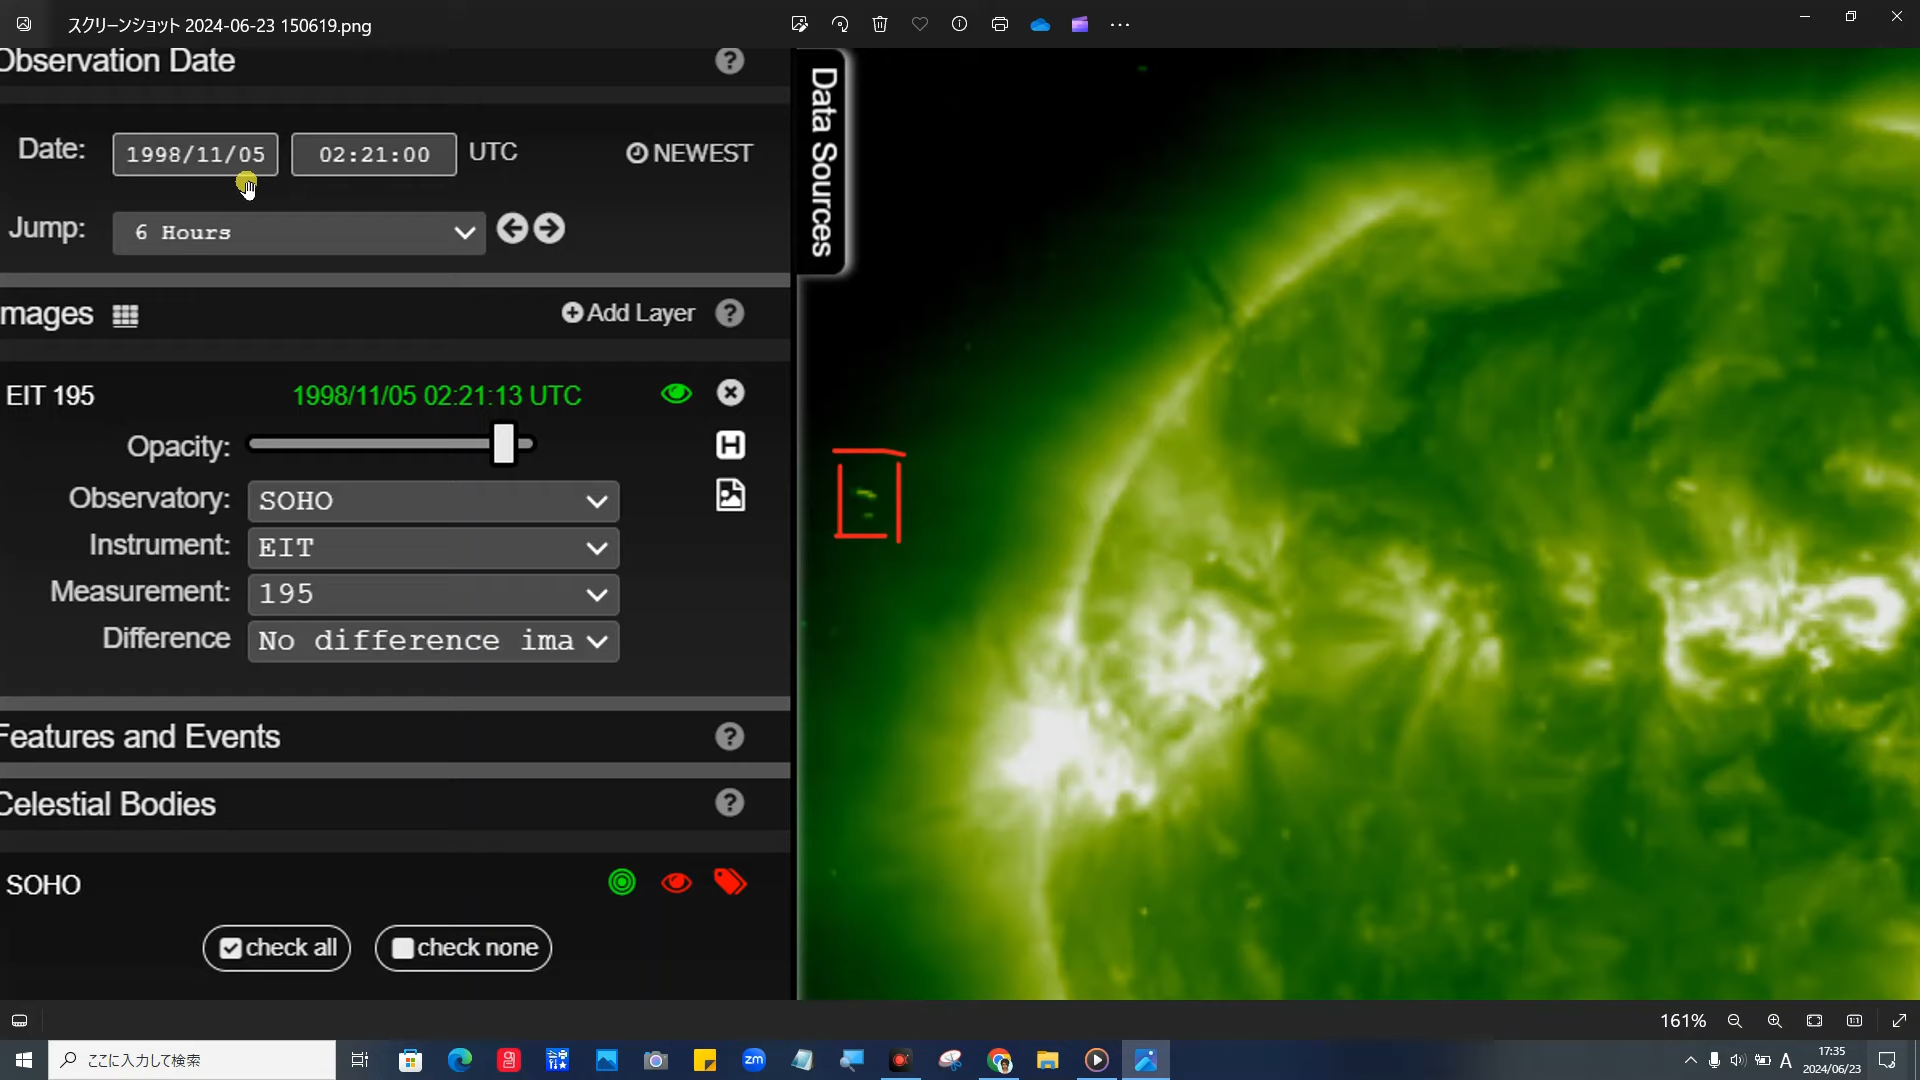 スクリーンショット 2024-06-23 150619.png
Observation Date
Date: 1998/11/05 02:21:00 UTC NEWEST
Jump: 6 Hours
mages Add Layer
EIT 195 1998/11/05 02:21:13 UTC
Opacity:
Observatory: SOHO
Instrument: EIT
Measurement: 195
Difference No difference ima
Features and Events
Celestial Bodies
SOHO
check all check none
Data Sources
161%
ここに入力して検索
zm
A
17:35
2024/06/23